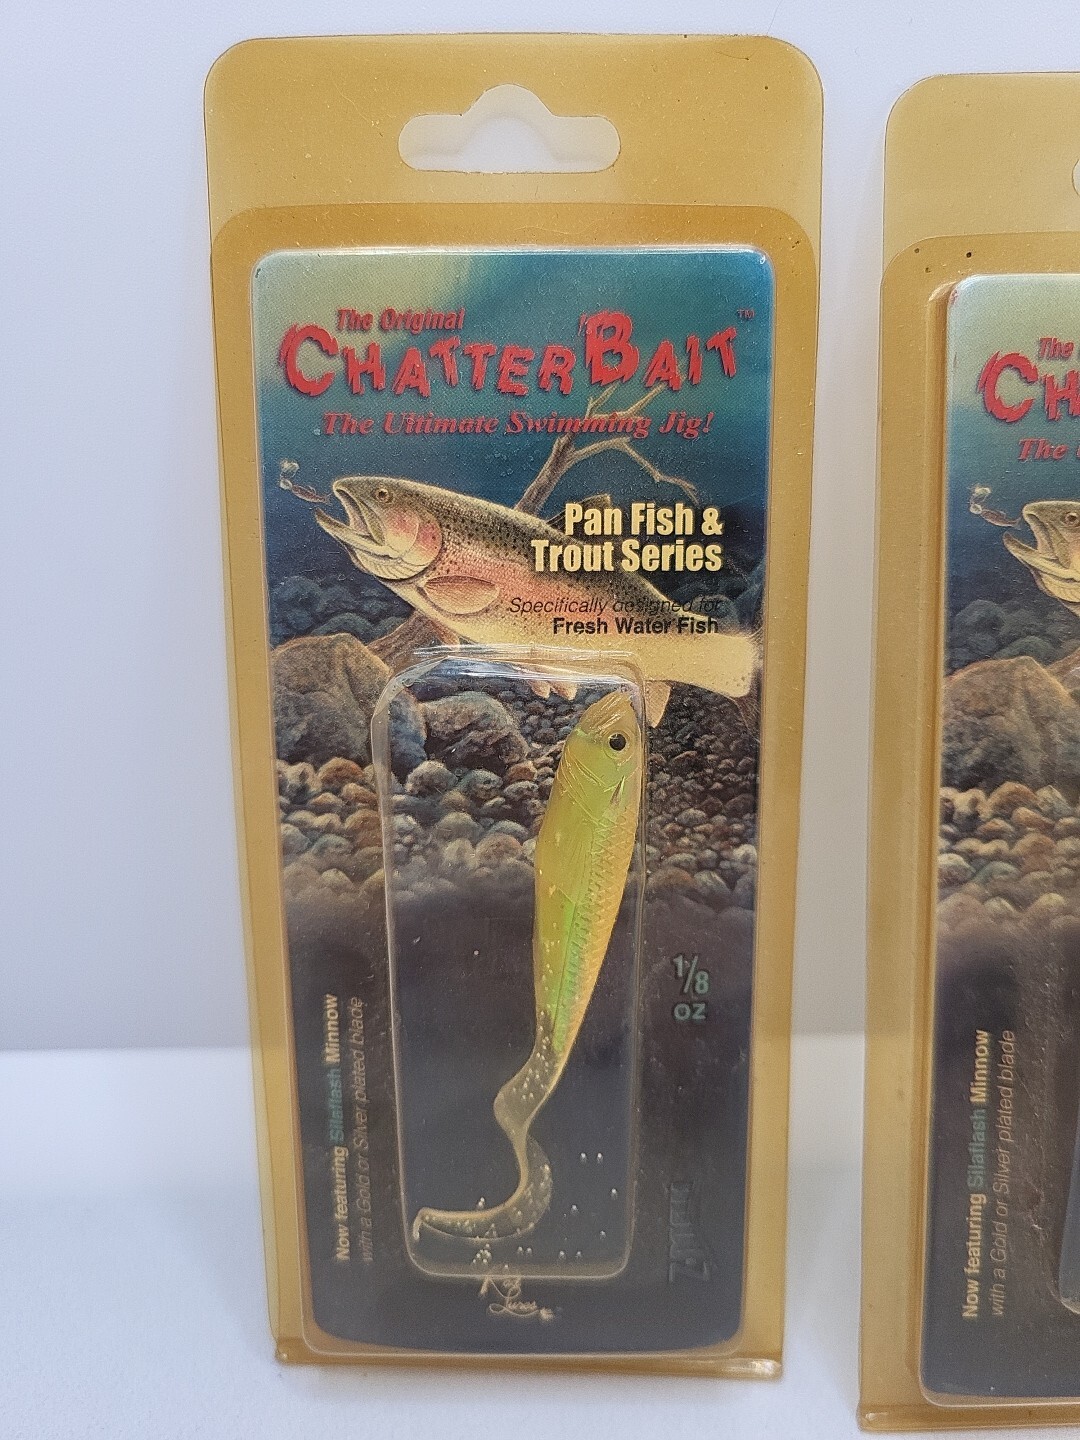 The Original
CHATTERBAIT™
The Ultimate Swimming Jig!
Pan Fish &
Trout Series
Specifically designed for
Fresh Water Fish
1/8
oz
Now featuring Silaflash Minnow
with a Gold or Silver plated blade
Rad
Lures
The
CH
The
Now featuring Silaflash Minnow
with a Gold or Silver plated blade